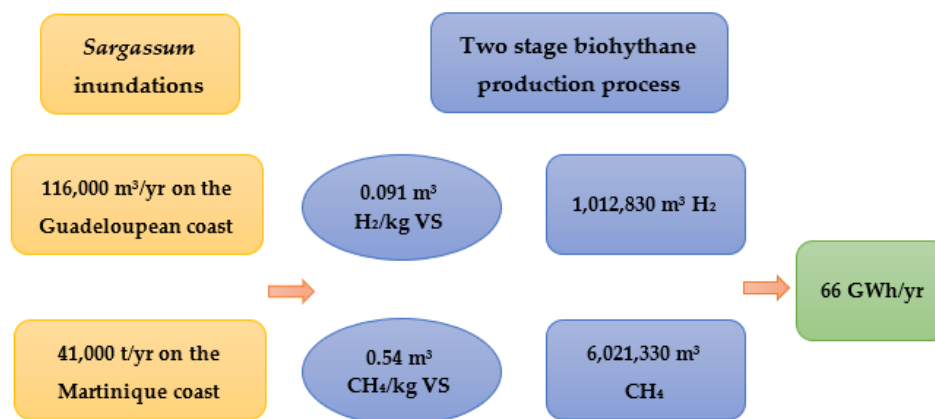 Sargassum
inundations
Two stage biohythane
production process
116,000 m³/yr on the
Guadeloupean coast
0.091 m³
H₂/kg VS
1,012,830 m³ H₂
66 GWh/yr
41,000 t/yr on the
Martinique coast
0.54 m³
CH₄/kg VS
6,021,330 m³
CH₄